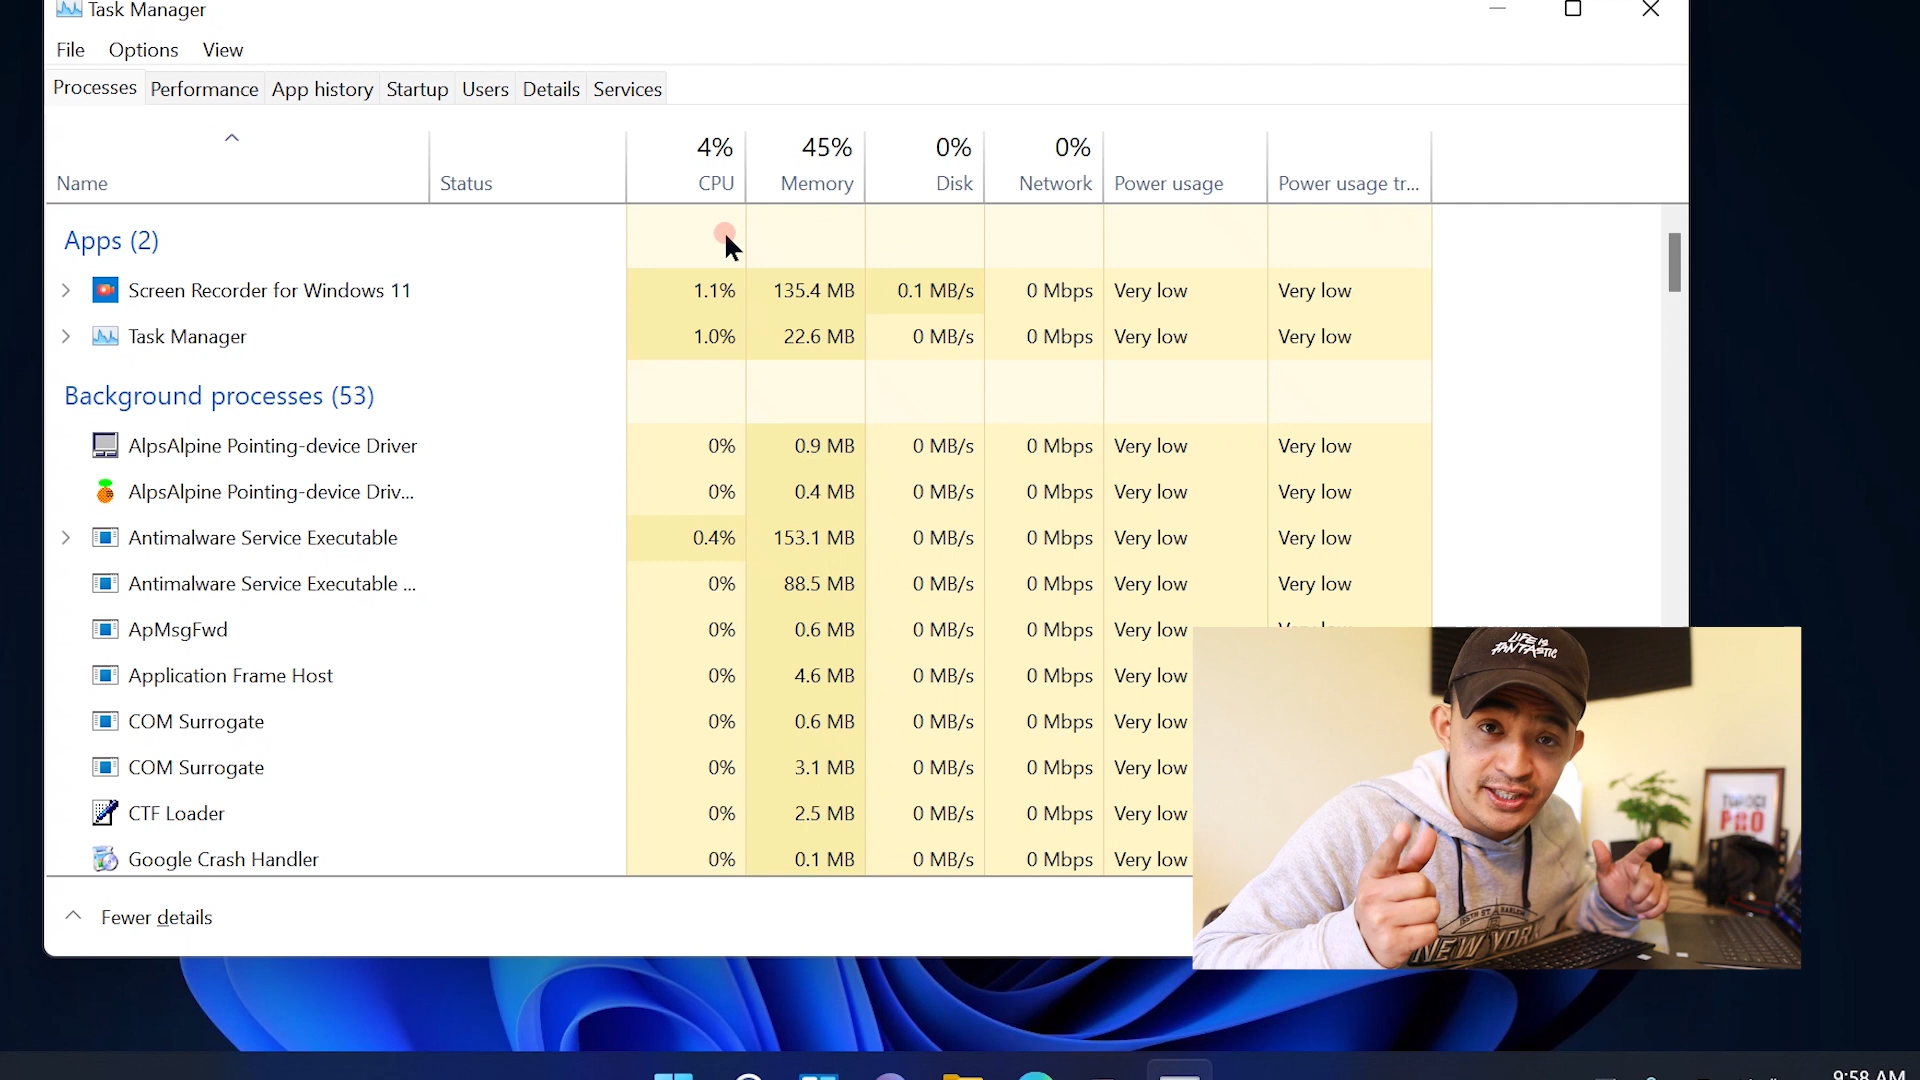 Task Manager
File Options View
Processes Performance App history Startup Users Details Services
4% 45% 0% 0%
Name Status CPU Memory Disk Network Power usage Power usage tr...
Apps (2)
Screen Recorder for Windows 11 1.1% 135.4 MB 0.1 MB/s 0 Mbps Very low Very low
Task Manager 1.0% 22.6 MB 0 MB/s 0 Mbps Very low Very low
Background processes (53)
AlpsAlpine Pointing-device Driver 0% 0.9 MB 0 MB/s 0 Mbps Very low Very low
AlpsAlpine Pointing-device Driv... 0% 0.4 MB 0 MB/s 0 Mbps Very low Very low
Antimalware Service Executable 0.4% 153.1 MB 0 MB/s 0 Mbps Very low Very low
Antimalware Service Executable ... 0% 88.5 MB 0 MB/s 0 Mbps Very low Very low
ApMsgFwd 0% 0.6 MB 0 MB/s 0 Mbps Very low
Application Frame Host 0% 4.6 MB 0 MB/s 0 Mbps Very low
COM Surrogate 0% 0.6 MB 0 MB/s 0 Mbps Very low
COM Surrogate 0% 3.1 MB 0 MB/s 0 Mbps Very low
CTF Loader 0% 2.5 MB 0 MB/s 0 Mbps Very low
Google Crash Handler 0% 0.1 MB 0 MB/s 0 Mbps Very low
Fewer details
LIFE IS
FANTASTIC
PRO
55TH ST. HARLEM
NEW YORK
9:58 AM